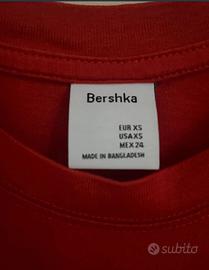 Bershka
EUR XS
USA XS
MEX 24
MADE IN BANGLADESH
subito